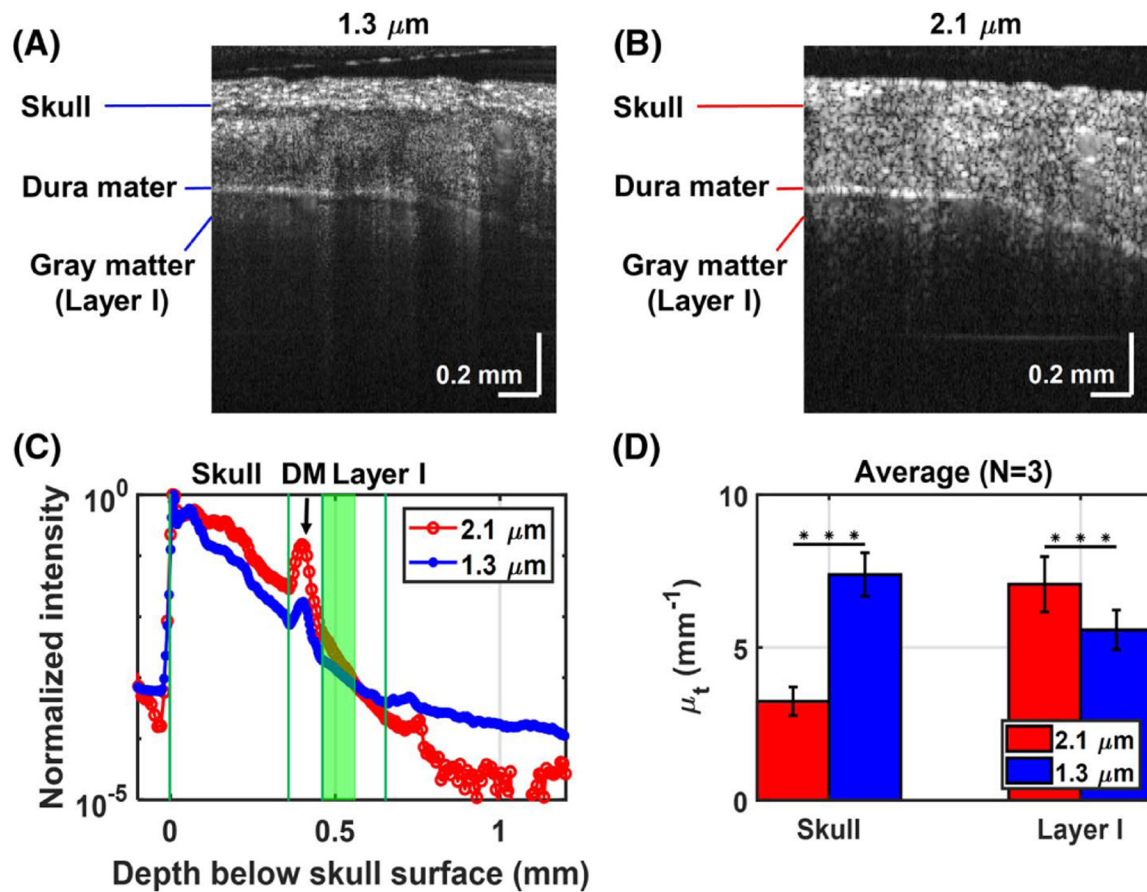 (A)
1.3 μm
Skull
Dura mater
Gray matter
(Layer I)
0.2 mm
(B)
2.1 μm
Skull
Dura mater
Gray matter
(Layer I)
0.2 mm
(C)
Skull DM Layer I
Normalized intensity
10⁰
10⁻⁵
2.1 μm
1.3 μm
0 0.5 1
Depth below skull surface (mm)
(D)
Average (N=3)
μt (mm⁻¹)
10
5
0
* * *
* * *
2.1 μm
1.3 μm
Skull Layer I